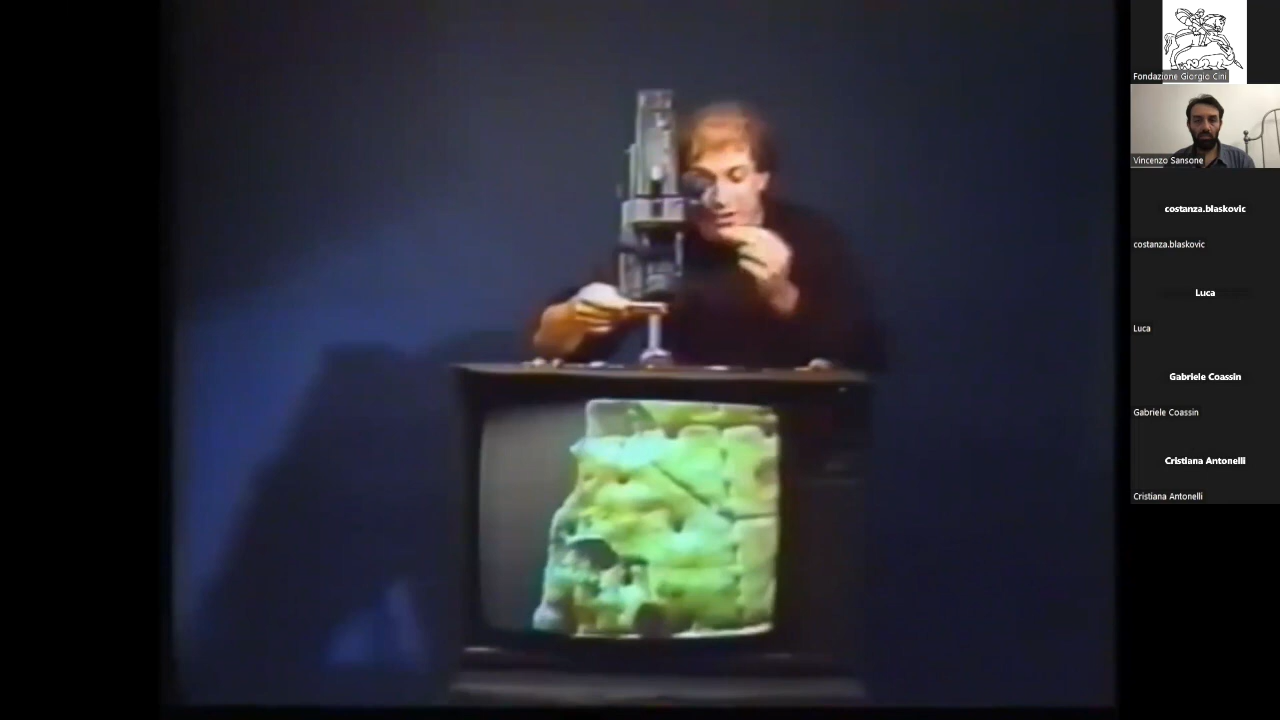 Fondazione Giorgio Cini
Vincenzo Sansone
costanza.blaskovic
costanza.blaskovic
Luca
Luca
Gabriele Coassin
Gabriele Coassin
Cristiana Antonelli
Cristiana Antonelli